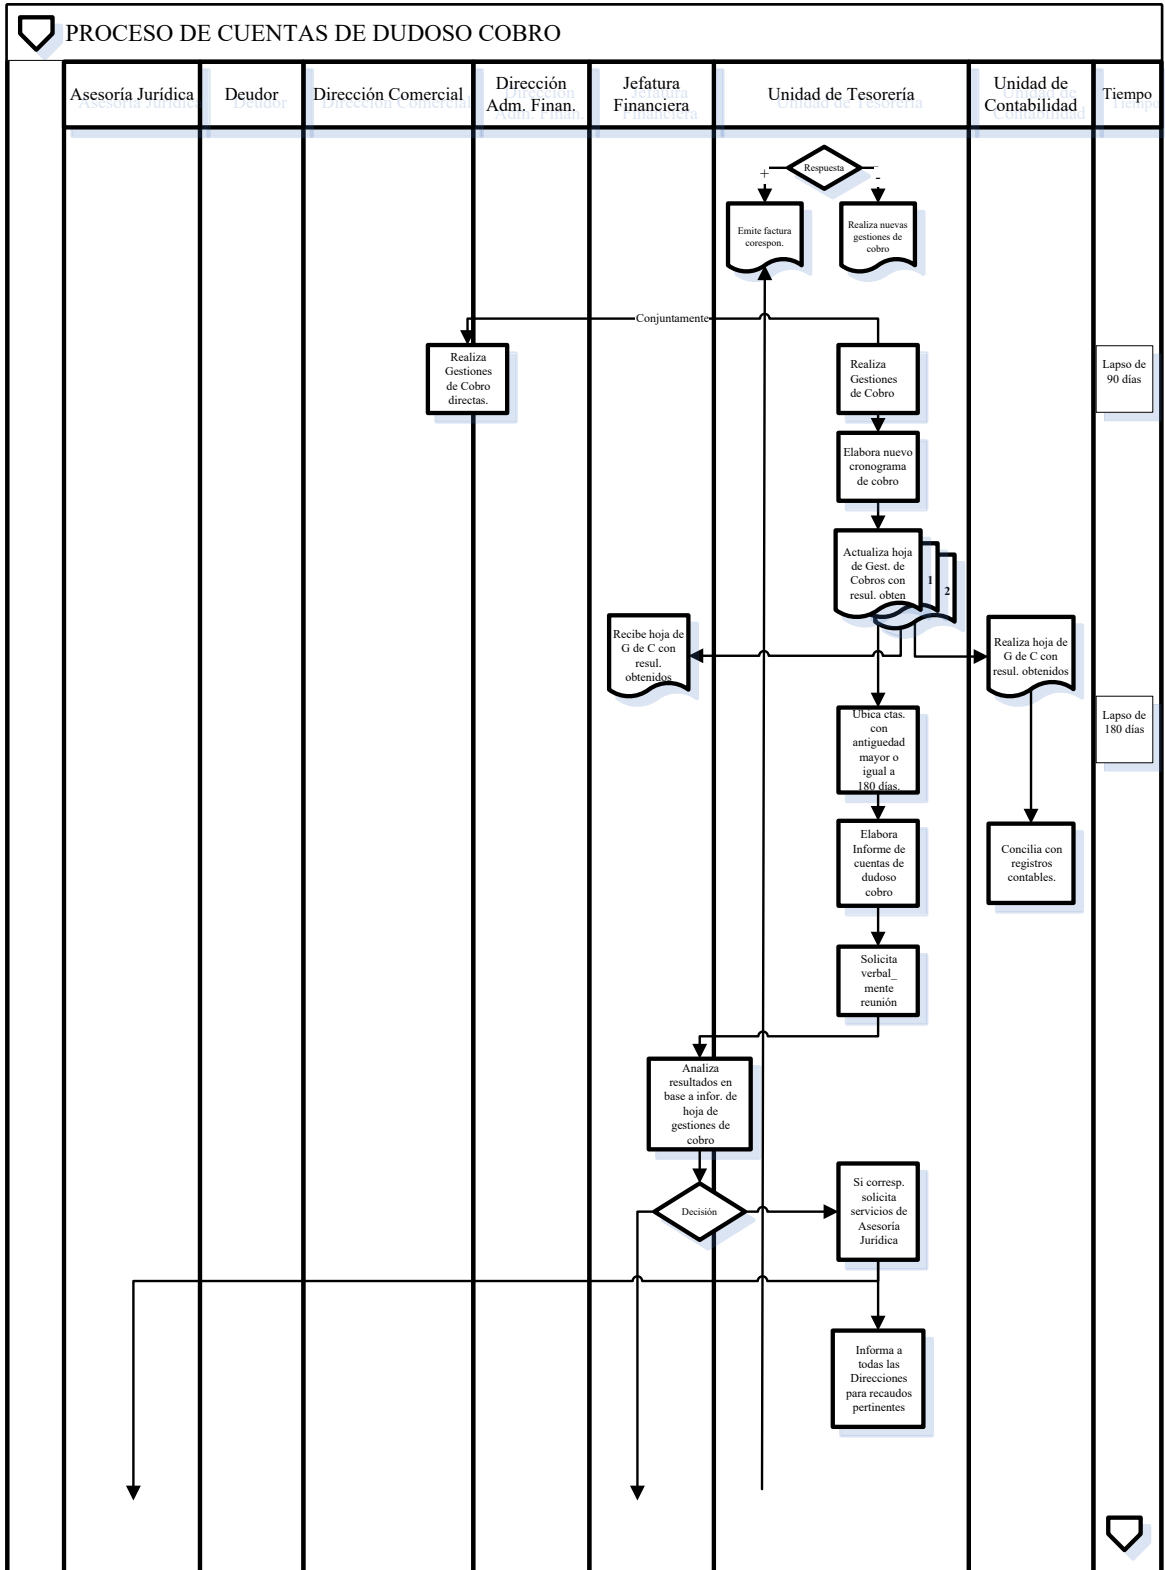 PROCESO DE CUENTAS DE DUDOSO COBRO
Asesoría Jurídica
Deudor
Dirección Comercial
Dirección
Adm. Finan.
Jefatura
Financiera
Unidad de Tesorería
Unidad de
Contabilidad
Tiempo
Respuesta
+
-
Emite factura
corespon.
Realiza nuevas
gestiones de
cobro
Conjuntamente
Realiza
Gestiones
de Cobro
directas.
Realiza
Gestiones
de Cobro
Lapso de
90 días
Elabora nuevo
cronograma
de cobro
Actualiza hoja
de Gest. de
Cobros con
resul. obten
1
2
Recibe hoja de
G de C con
resul.
obtenidos
Realiza hoja de
G de C con
resul. obtenidos
Ubica ctas.
con
antiguedad
mayor o
igual a
180 días.
Lapso de
180 días
Elabora
Informe de
cuentas de
dudoso
cobro
Concilia con
registros
contables.
Solicita
verbal_
mente
reunión
Analiza
resultados en
base a infor. de
hoja de
gestiones de
cobro
Decisión
Si corresp.
solicita
servicios de
Asesoría
Jurídica
Informa a
todas las
Direcciones
para recaudos
pertinentes